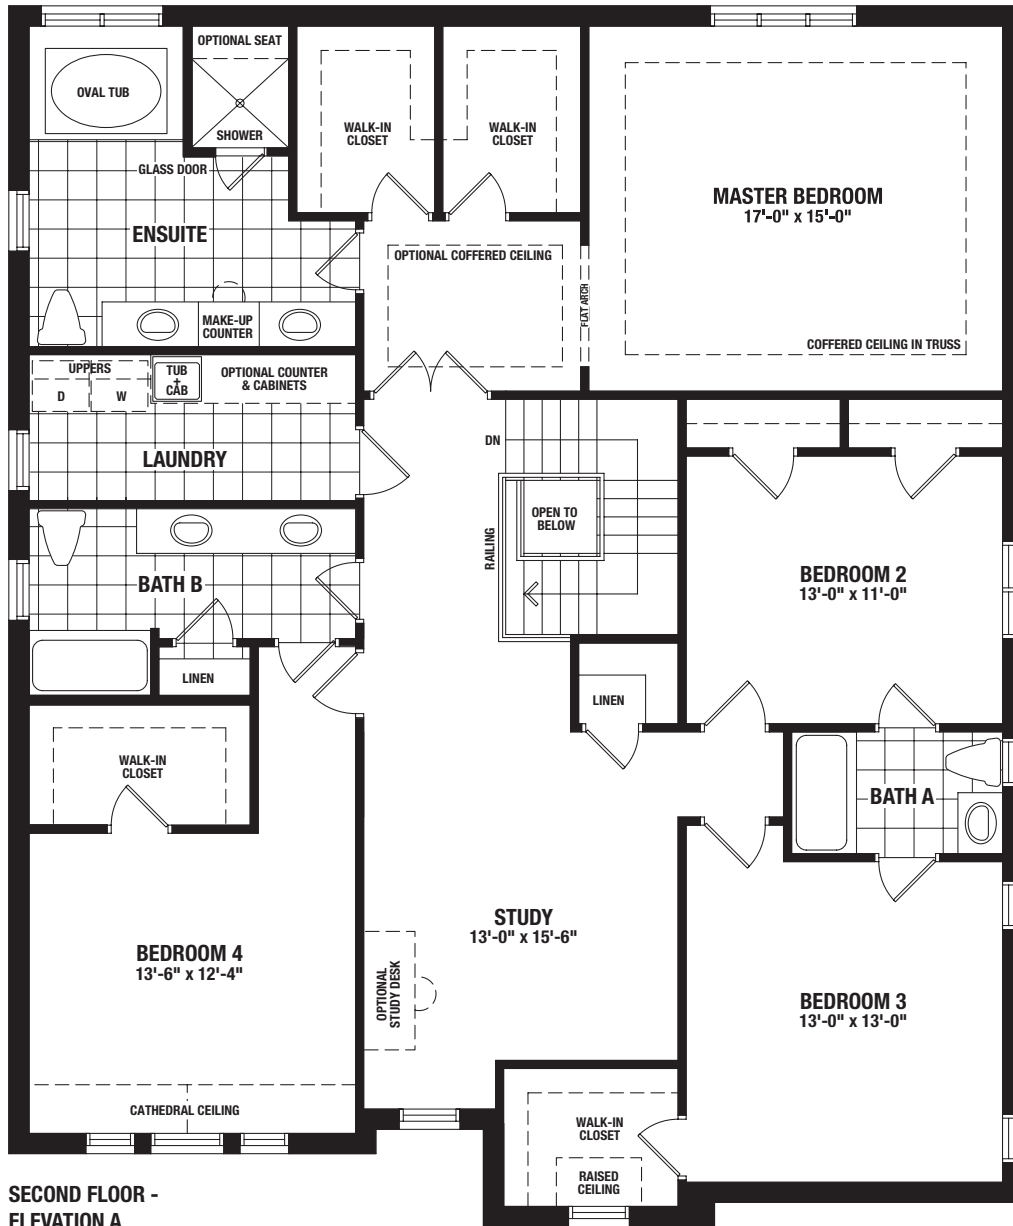 OPTIONAL SEAT
OVAL TUB
SHOWER
GLASS DOOR
WALK-IN
CLOSET
WALK-IN
CLOSET
MASTER BEDROOM
17'-0" x 15'-0"
ENSUITE
OPTIONAL COFFERED CEILING
FLAT ARCH
MAKE-UP
COUNTER
COFFERED CEILING IN TRUSS
UPPERS
D
W
TUB
+
CAB
OPTIONAL COUNTER
& CABINETS
LAUNDRY
DN
OPEN TO
BELOW
RAILING
BATH B
BEDROOM 2
13'-0" x 11'-0"
LINEN
LINEN
WALK-IN
CLOSET
BATH A
STUDY
13'-0" x 15'-6"
BEDROOM 4
13'-6" x 12'-4"
OPTIONAL
STUDY DESK
BEDROOM 3
13'-0" x 13'-0"
CATHEDRAL CEILING
WALK-IN
CLOSET
RAISED
CEILING
SECOND FLOOR -
ELEVATION A